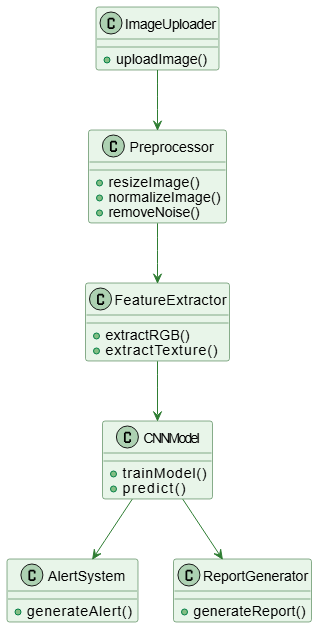 C ImageUploader
uploadImage()
C Preprocessor
resizeImage()
normalizeImage()
removeNoise()
C FeatureExtractor
extractRGB()
extractTexture()
C CNNModel
trainModel()
predict()
C AlertSystem
generateAlert()
C ReportGenerator
generateReport()